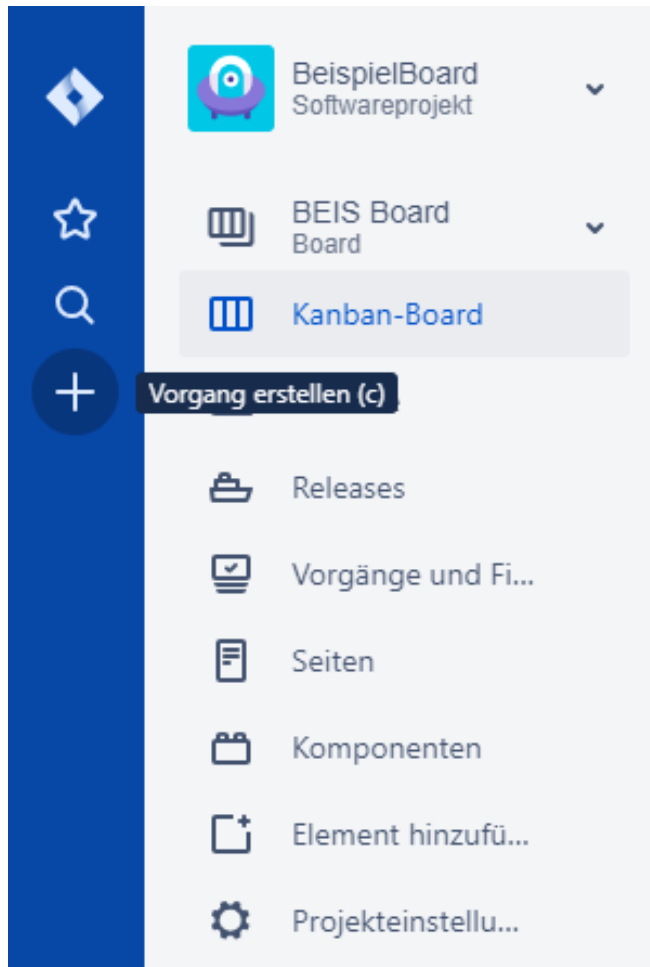 BeispielBoard
Softwareprojekt
BEIS Board
Board
Kanban-Board
Vorgang erstellen (c)
Releases
Vorgänge und Fi...
Seiten
Komponenten
Element hinzufü...
Projekteinstellu...